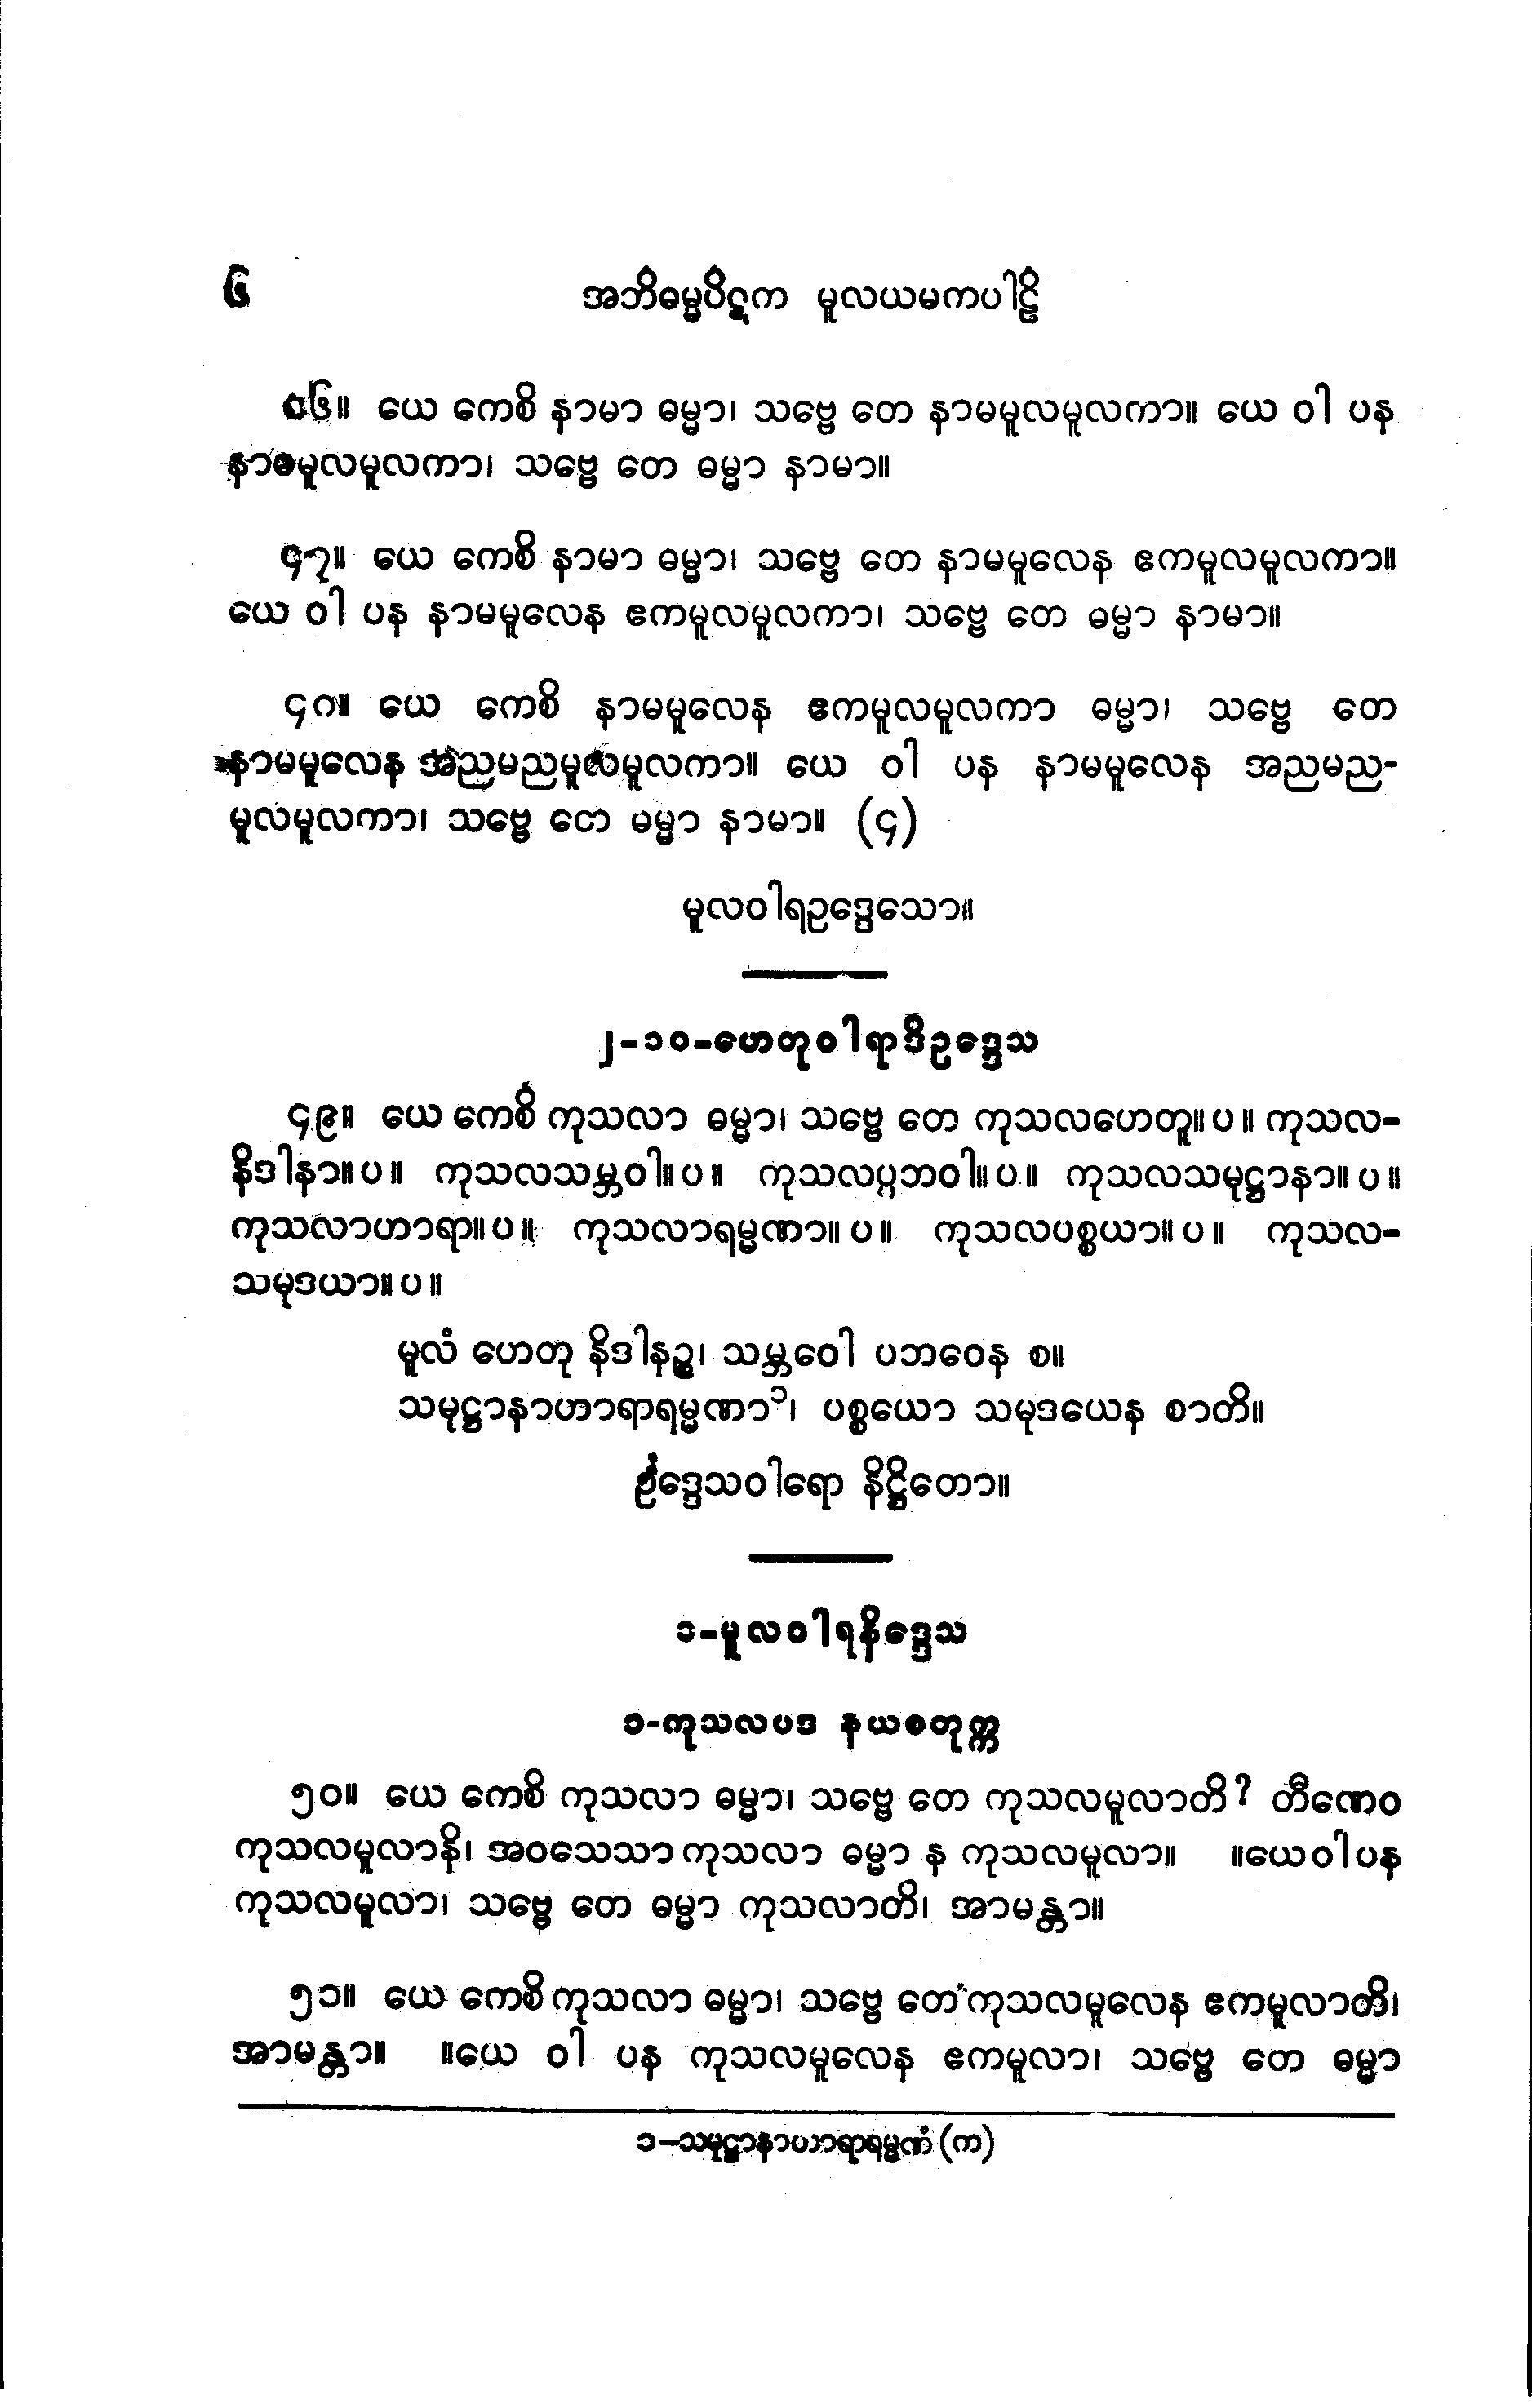 ၆ အဘိဓမ္မပိဋက မူလယမကပါဠိ
၄၆။ ယေ ကေစိ နာမာ ဓမ္မာ၊ သဗ္ဗေ တေ နာမမူလမူလကာ။ ယေ ဝါ ပန
နာမမူလမူလကာ၊ သဗ္ဗေ တေ ဓမ္မာ နာမာ။
၄၇။ ယေ ကေစိ နာမာ ဓမ္မာ၊ သဗ္ဗေ တေ နာမမူလေန ဧကမူလမူလကာ။
ယေ ဝါ ပန နာမမူလေန ဧကမူလမူလကာ၊ သဗ္ဗေ တေ ဓမ္မာ နာမာ။
၄၈။ ယေ ကေစိ နာမမူလေန ဧကမူလမူလကာ ဓမ္မာ၊ သဗ္ဗေ တေ
နာမမူလေန အညမညမူလမူလကာ။ ယေ ဝါ ပန နာမမူလေန အညမည-
မူလမူလကာ၊ သဗ္ဗေ တေ ဓမ္မာ နာမာ။ (၄)
မူလဝါရဥဒ္ဒေသော။
၂-၁၀-ဟေတုဝါရာဒိဥဒ္ဒေသ
၄၉။ ယေ ကေစိ ကုသလာ ဓမ္မာ၊ သဗ္ဗေ တေ ကုသလဟေတူ။ ပ။ ကုသလ-
နိဒါနာ။ ပ။ ကုသလသမ္ဘဝါ။ ပ။ ကုသလပ္ပဘဝါ။ ပ။ ကုသလသမုဋ္ဌာနာ။ ပ။
ကုသလာဟာရာ။ ပ။ ကုသလာရမ္မဏာ။ ပ။ ကုသလပစ္စယာ။ ပ။ ကုသလ-
သမုဒယာ။ ပ။
မူလံ ဟေတု နိဒါနဉ္စ၊ သမ္ဘဝေါ ပဘဝေန စ။
သမုဋ္ဌာနာဟာရာရမ္မဏာ၁၊ ပစ္စယော သမုဒယေန စာတိ။
ဥဒ္ဒေသဝါရော နိဋ္ဌိတော။
၁-မူလဝါရနိဒ္ဒေသ
၁-ကုသလပဒ နယစတုက္က
၅၀။ ယေ ကေစိ ကုသလာ ဓမ္မာ၊ သဗ္ဗေ တေ ကုသလမူလာတိ? တီဏေဝ
ကုသလမူလာနိ၊ အဝသေသာ ကုသလာ ဓမ္မာ န ကုသလမူလာ။ ။ယေ ဝါ ပန
ကုသလမူလာ၊ သဗ္ဗေ တေ ဓမ္မာ ကုသလာတိ၊ အာမန္တာ။
၅၁။ ယေ ကေစိ ကုသလာ ဓမ္မာ၊ သဗ္ဗေ တေ ကုသလမူလေန ဧကမူလာတိ၊
အာမန္တာ။ ။ယေ ဝါ ပန ကုသလမူလေန ဧကမူလာ၊ သဗ္ဗေ တေ ဓမ္မာ
၁-သမုဋ္ဌာနာဟာရာရမ္မဏံ (က)